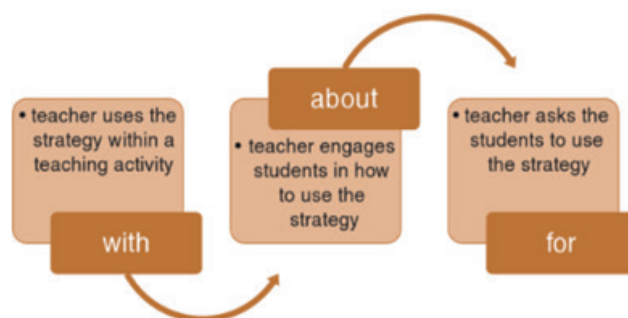 • teacher uses the
strategy within a
teaching activity
with
about
• teacher engages
students in how
to use the
strategy
• teacher asks the
students to use
the strategy
for